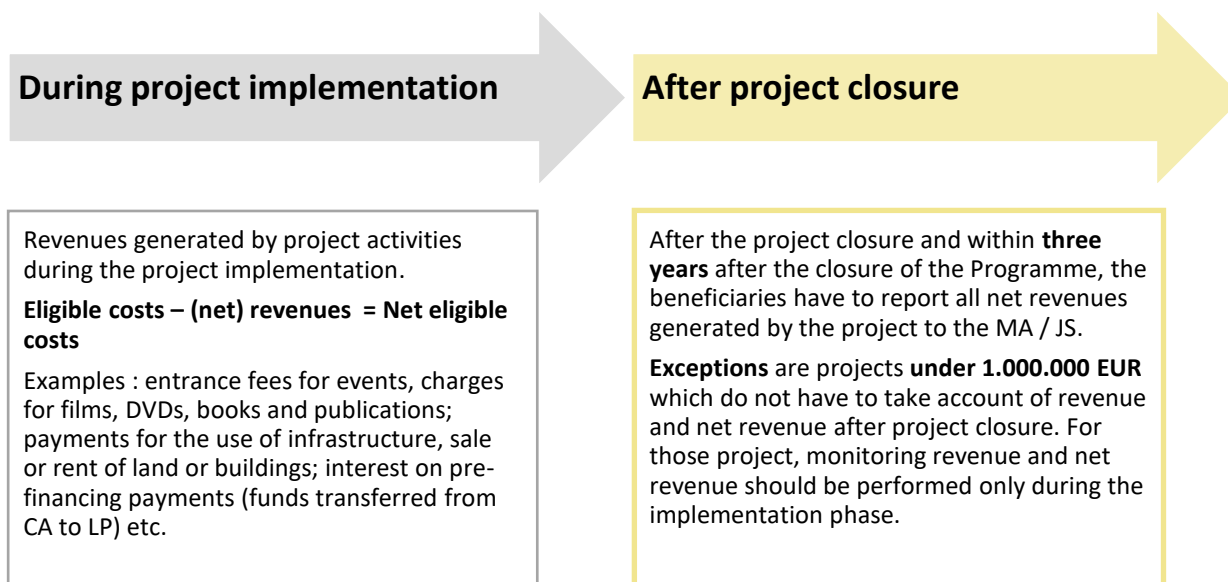 During project implementation
After project closure
Revenues generated by project activities
during the project implementation.
Eligible costs – (net) revenues  = Net eligible
costs
Examples : entrance fees for events, charges
for films, DVDs, books and publications;
payments for the use of infrastructure, sale
or rent of land or buildings; interest on pre-
financing payments (funds transferred from
CA to LP) etc.
After the project closure and within three
years after the closure of the Programme, the
beneficiaries have to report all net revenues
generated by the project to the MA / JS.
Exceptions are projects under 1.000.000 EUR
which do not have to take account of revenue
and net revenue after project closure. For
those project, monitoring revenue and net
revenue should be performed only during the
implementation phase.